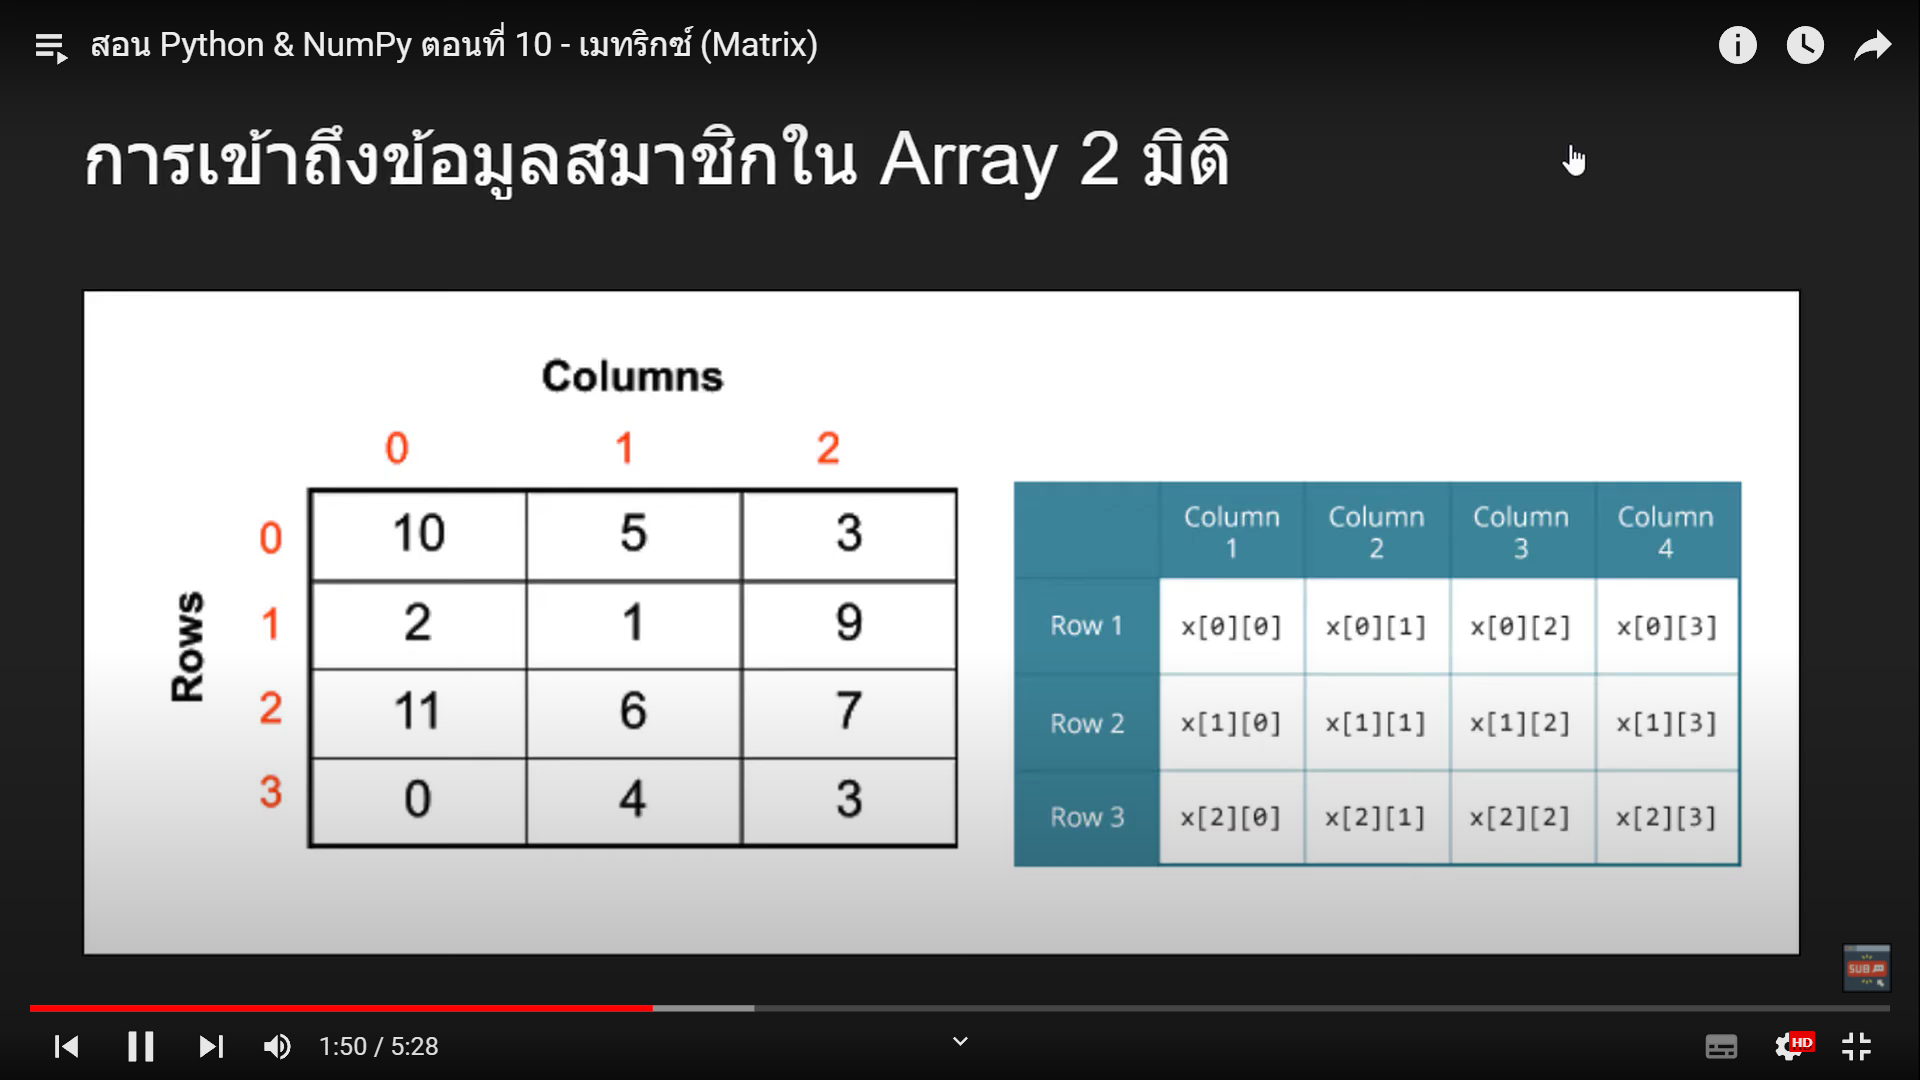 สอน Python & NumPy ตอนที่ 10 - เมทริกซ์ (Matrix)
การเข้าถึงข้อมูลสมาชิกใน Array 2 มิติ
Columns
0 1 2
Rows
0 10 5 3
1 2 1 9
2 11 6 7
3 0 4 3
Column 1 Column 2 Column 3 Column 4
Row 1 x[0][0] x[0][1] x[0][2] x[0][3]
Row 2 x[1][0] x[1][1] x[1][2] x[1][3]
Row 3 x[2][0] x[2][1] x[2][2] x[2][3]
SUB
1:50 / 5:28
HD